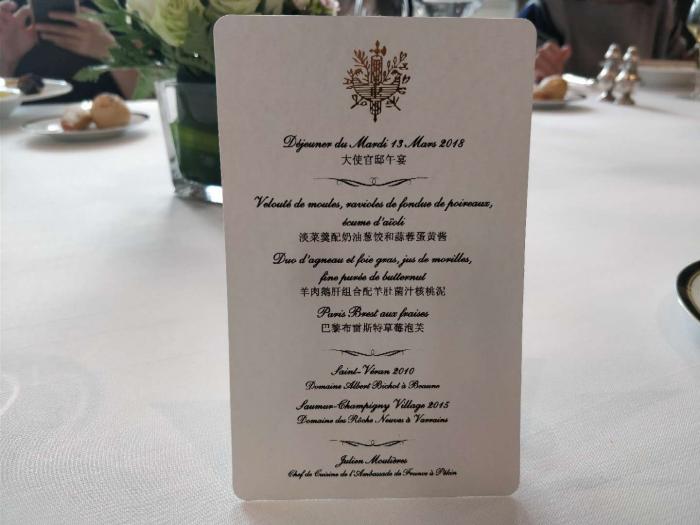 Déjeuner du Mardi 13 Mars 2018
大使官邸午宴
Velouté de moules, ravioles de fondue de poireaux,
écume d'aïoli
淡菜羹配奶油葱饺和蒜蓉蛋黄酱
Duo d'agneau et foie gras, jus de morilles,
fine purée de butternut
羊肉鹅肝组合配羊肚菌汁核桃泥
Paris Brest aux fraises
巴黎布雷斯特草莓泡芙
Saint-Véran 2010
Domaine Albert Bichot à Beaune
Saumur-Champigny Village 2015
Domaine des Rôche Neuves à Varrains
Julien Moulières
Chef de Cuisine de l'Ambassade de France à Pékin